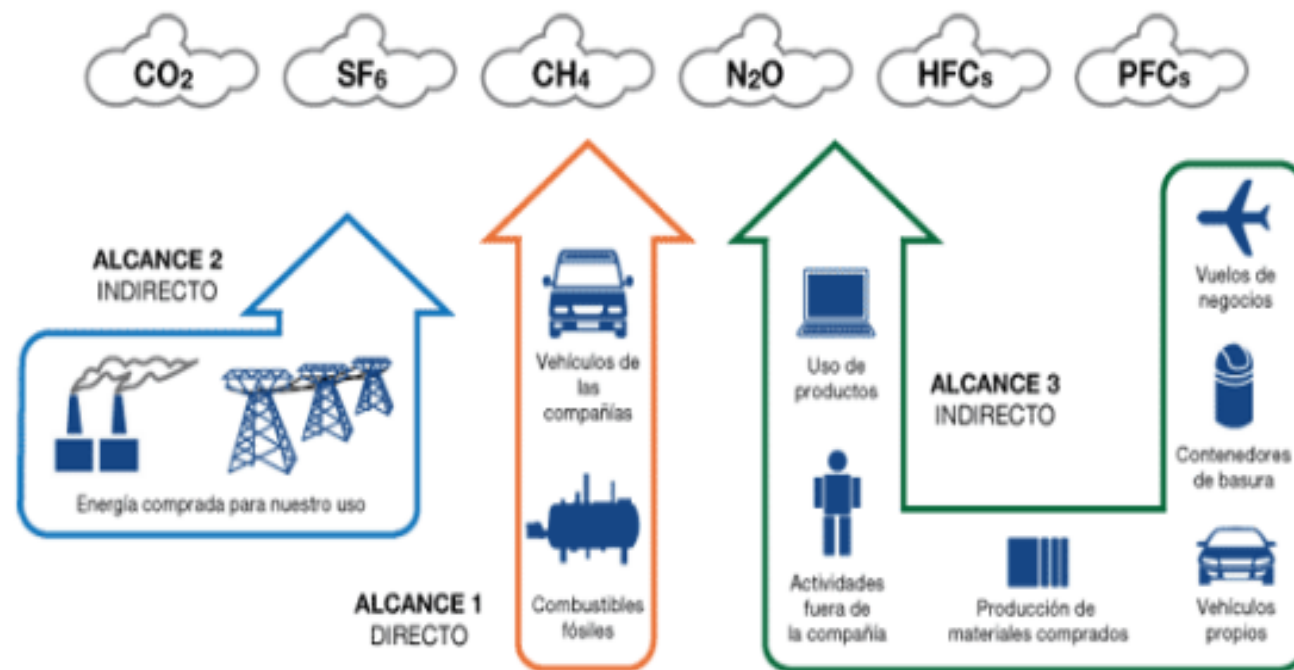 CO₂
SF₆
CH₄
N₂O
HFCs
PFCs
ALCANCE 2
INDIRECTO
Energía comprada para nuestro uso
ALCANCE 1
DIRECTO
Vehículos de
las
compañías
Combustibles
fósiles
Uso de
productos
Actividades
fuera de
la compañía
ALCANCE 3
INDIRECTO
Producción de
materiales comprados
Vuelos de
negocios
Contenedores
de basura
Vehículos
propios